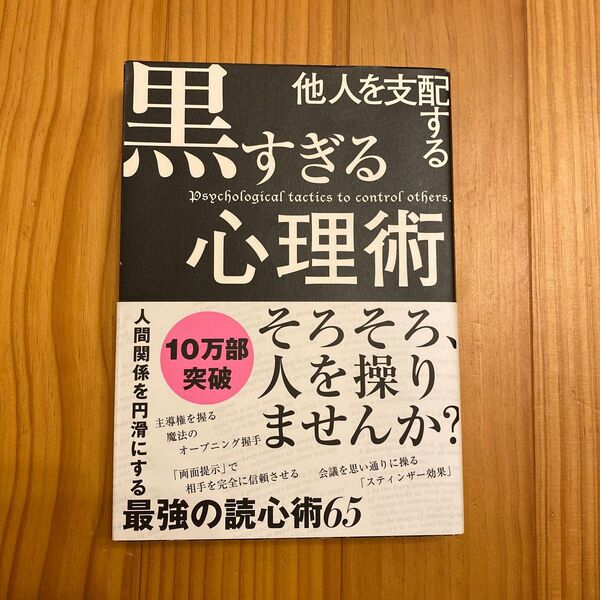 他人を支配する
黒すぎる
Psychological tactics to control others.
心理術
そろそろ、
人を操り
ませんか?
10万部
突破
人間関係を円滑にする
主導権を握る
魔法の
オープニング握手
「両面提示」で
相手を完全に信頼させる
会議を思い通りに操る
「スティンザー効果」
最強の読心術65